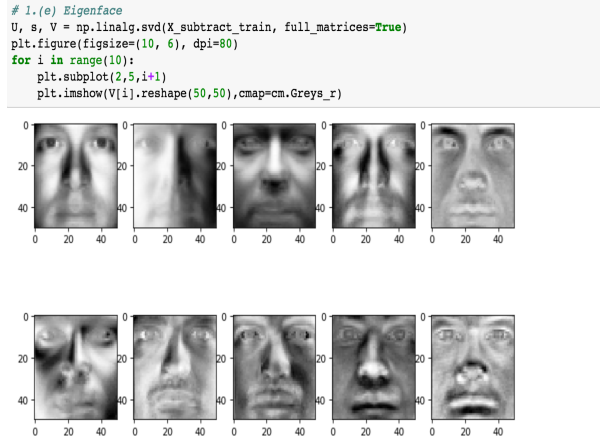 # 1.(e) Eigenface
U, s, V = np.linalg.svd(X_subtract_train, full_matrices=True)
plt.figure(figsize=(10, 6), dpi=80)
for i in range(10):
    plt.subplot(2,5,i+1)
    plt.imshow(V[i].reshape(50,50),cmap=cm.Greys_r)
0 0 0 0 0
20 20 20 20 20
40 40 40 40 40
0 20 40 0 20 40 0 20 40 0 20 40 0 20 40
0 0 0 0 0
20 20 20 20 20
40 40 40 40 40
0 20 40 0 20 40 0 20 40 0 20 40 0 20 40